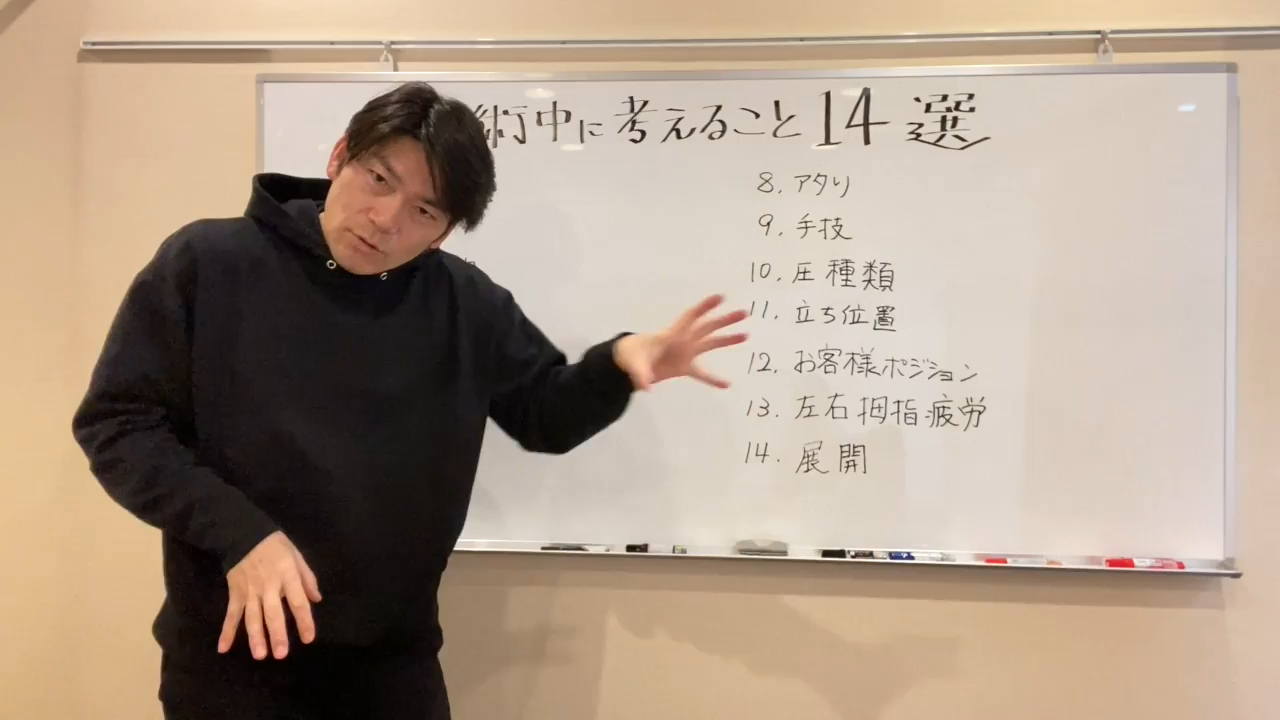 術中に考えること14選
8. アタリ
9. 手技
10. 圧種類
11. 立ち位置
12. お客様ポジション
13. 左右拇指疲労
14. 展開